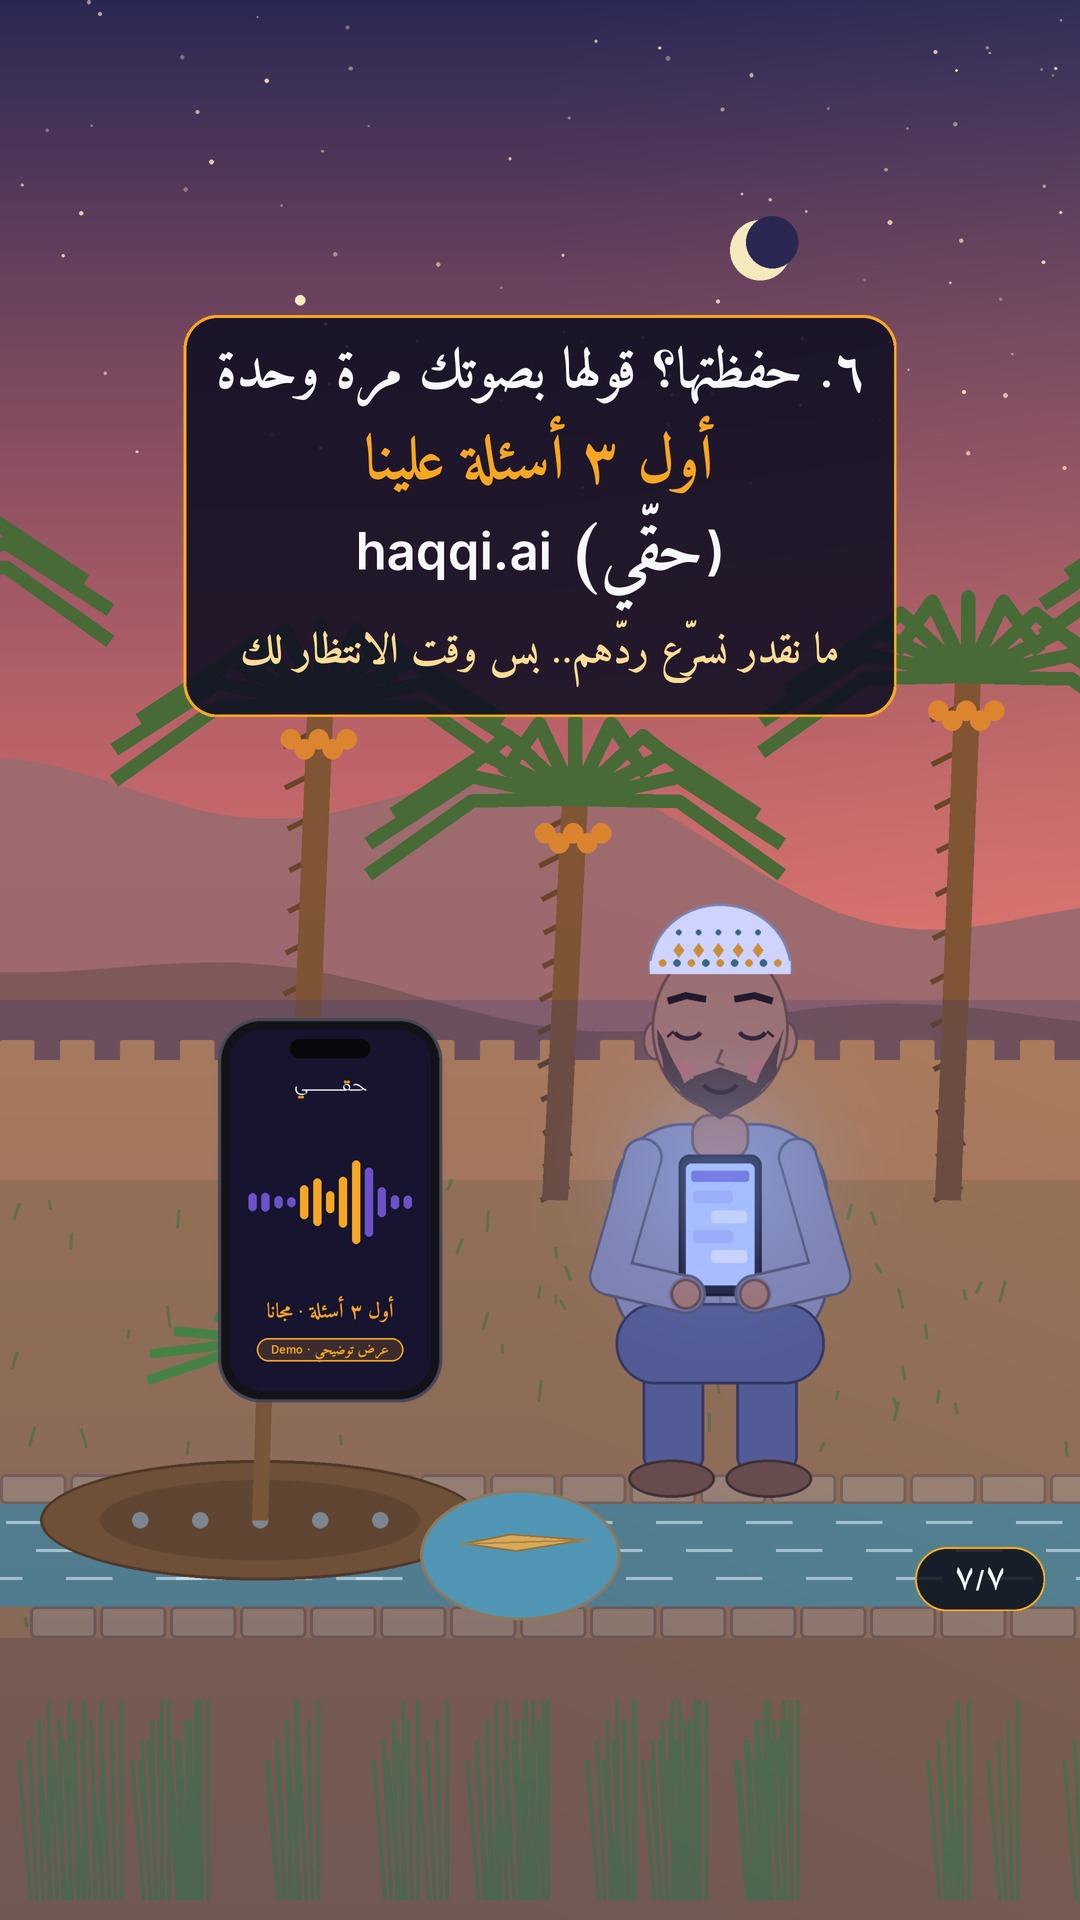 ٦. حفظتها؟ قولها بصوتك مرة وحدة
أول ٣ أسئلة علينا
(حقّي) haqqi.ai
ما نقدر نسرّع ردّهم.. بس وقت الانتظار لك
حقي
أول ٣ أسئلة · مجانا
عرض توضيحي · Demo
٧/٧